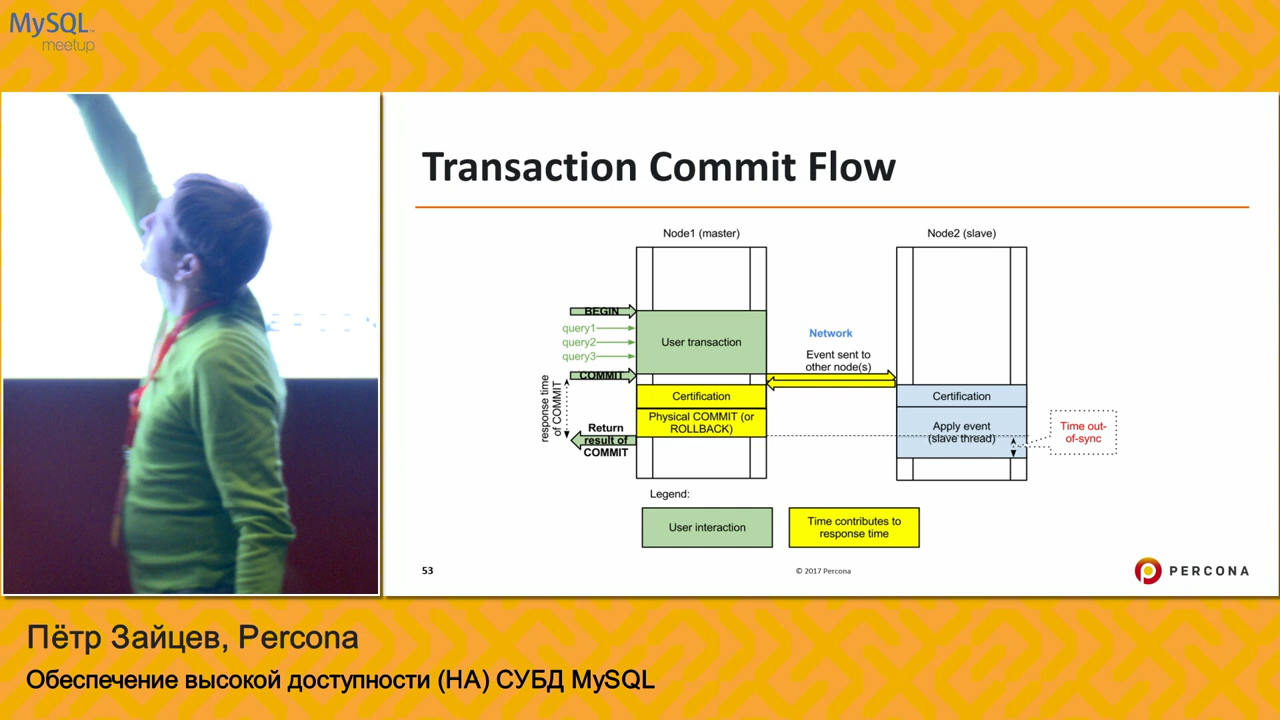 MySQL
meetup
Transaction Commit Flow
Node1 (master)
Node2 (slave)
BEGIN
query1
query2
query3
User transaction
COMMIT
Network
Event sent to
other node(s)
response time
of COMMIT
Certification
Physical COMMIT (or
ROLLBACK)
Return
result of
COMMIT
Certification
Apply event
(slave thread)
Time out-
of-sync
Legend:
User interaction
Time contributes to
response time
53
© 2017 Percona
PERCONA
Пётр Зайцев, Percona
Обеспечение высокой доступности (HA) СУБД MySQL